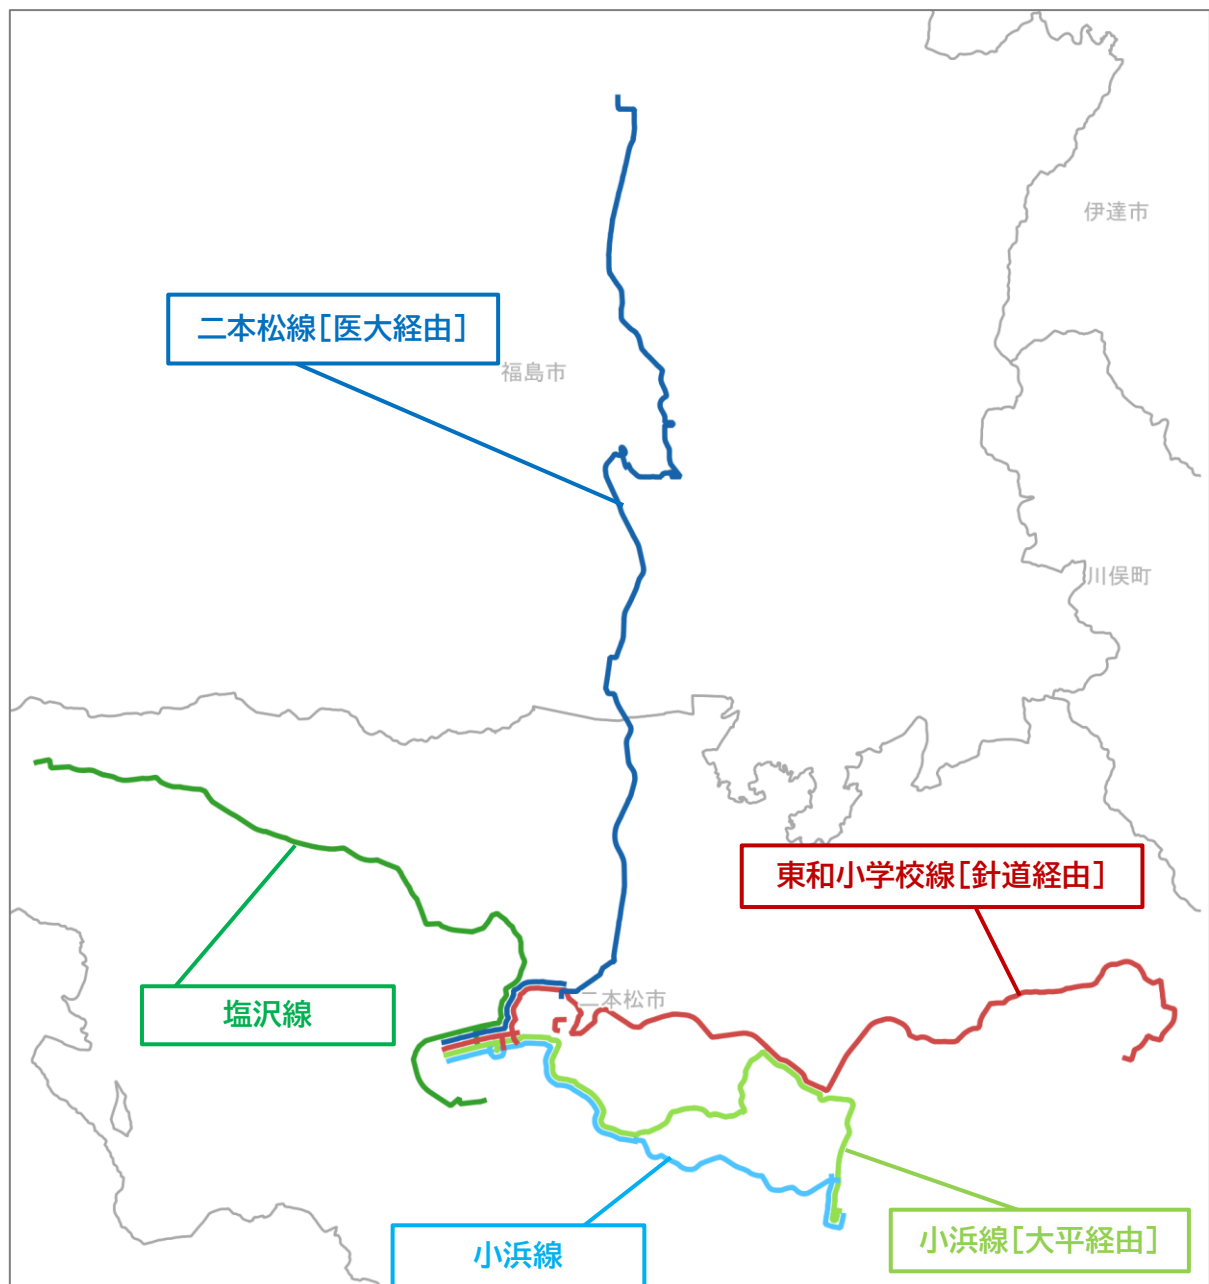 伊達市
二本松線[医大経由]
福島市
川俣町
東和小学校線[針道経由]
二本松市
塩沢線
小浜線[大平経由]
小浜線